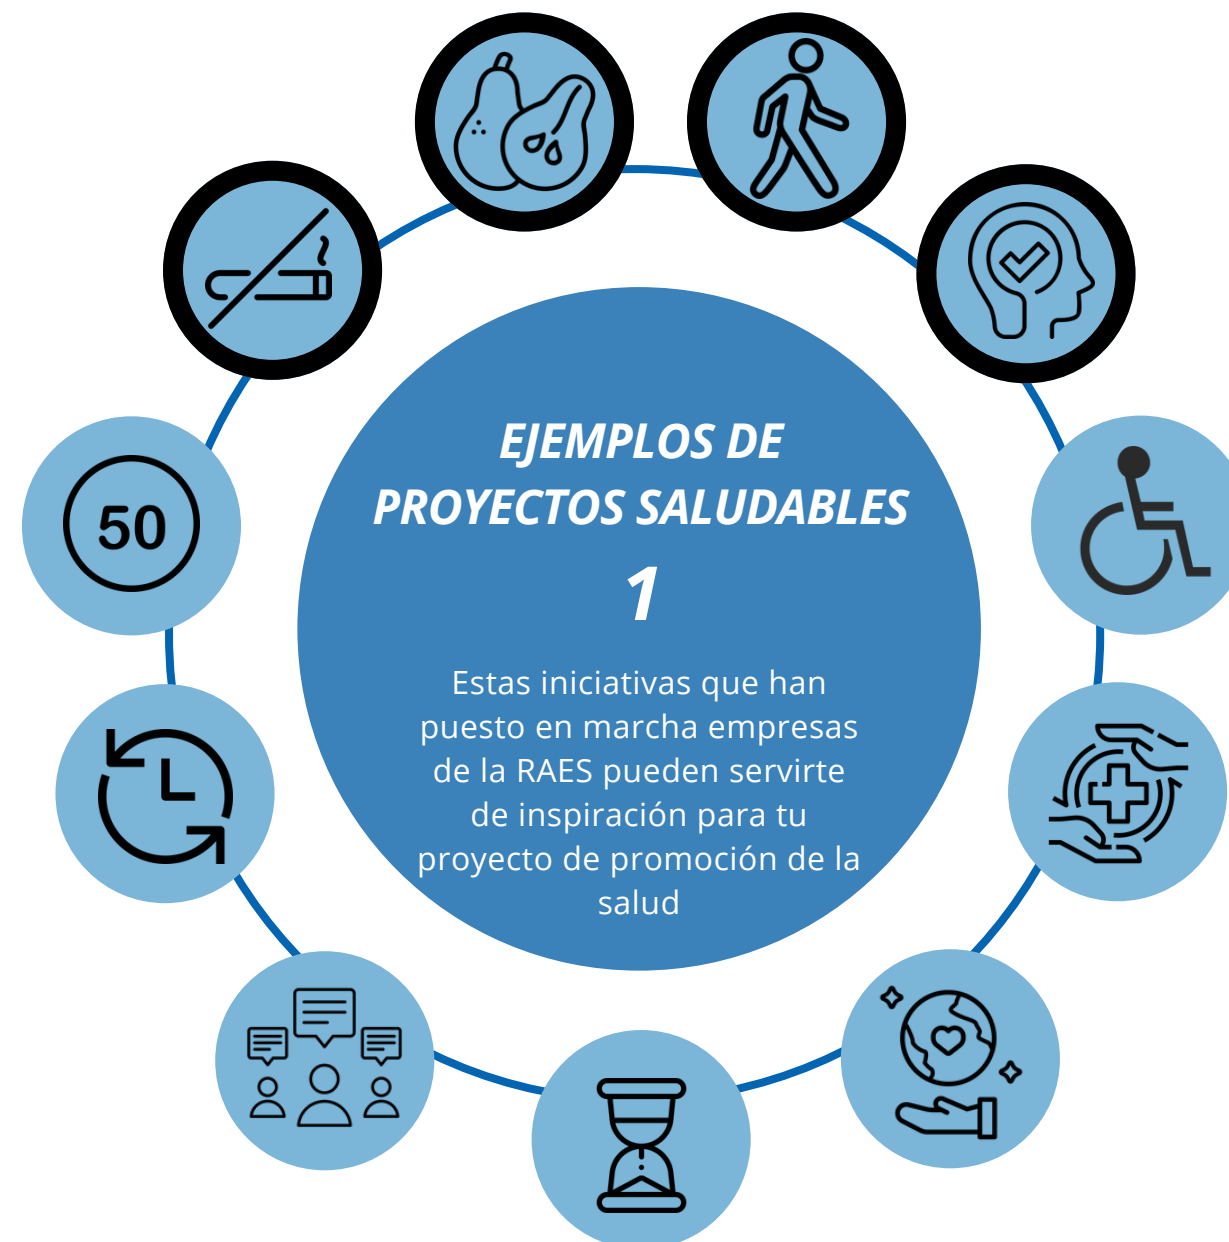 EJEMPLOS DE
PROYECTOS SALUDABLES
1
50
Estas iniciativas que han
puesto en marcha empresas
de la RAES pueden servirte
de inspiración para tu
proyecto de promoción de la
salud